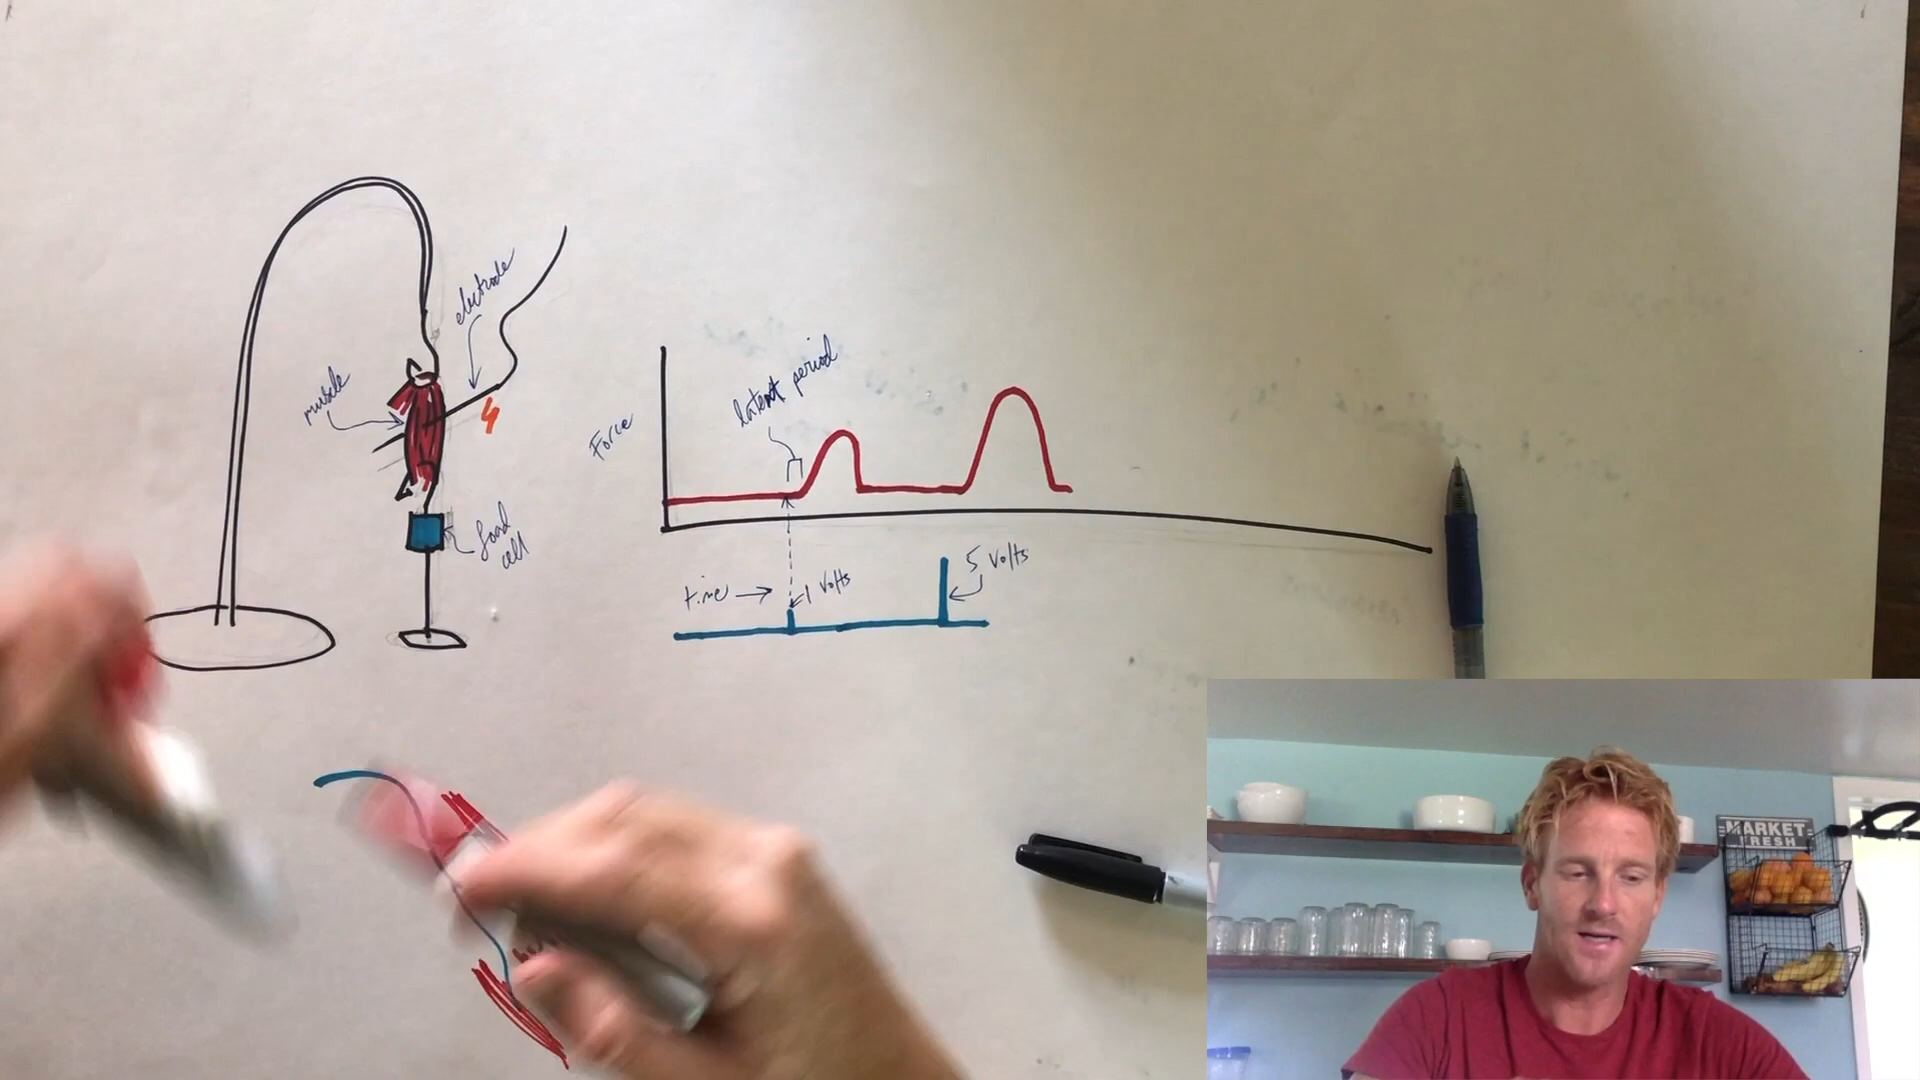 electrode
muscle
load
cell
Force
latent period
time →
1 Volts
5 Volts
MARKET
FRESH